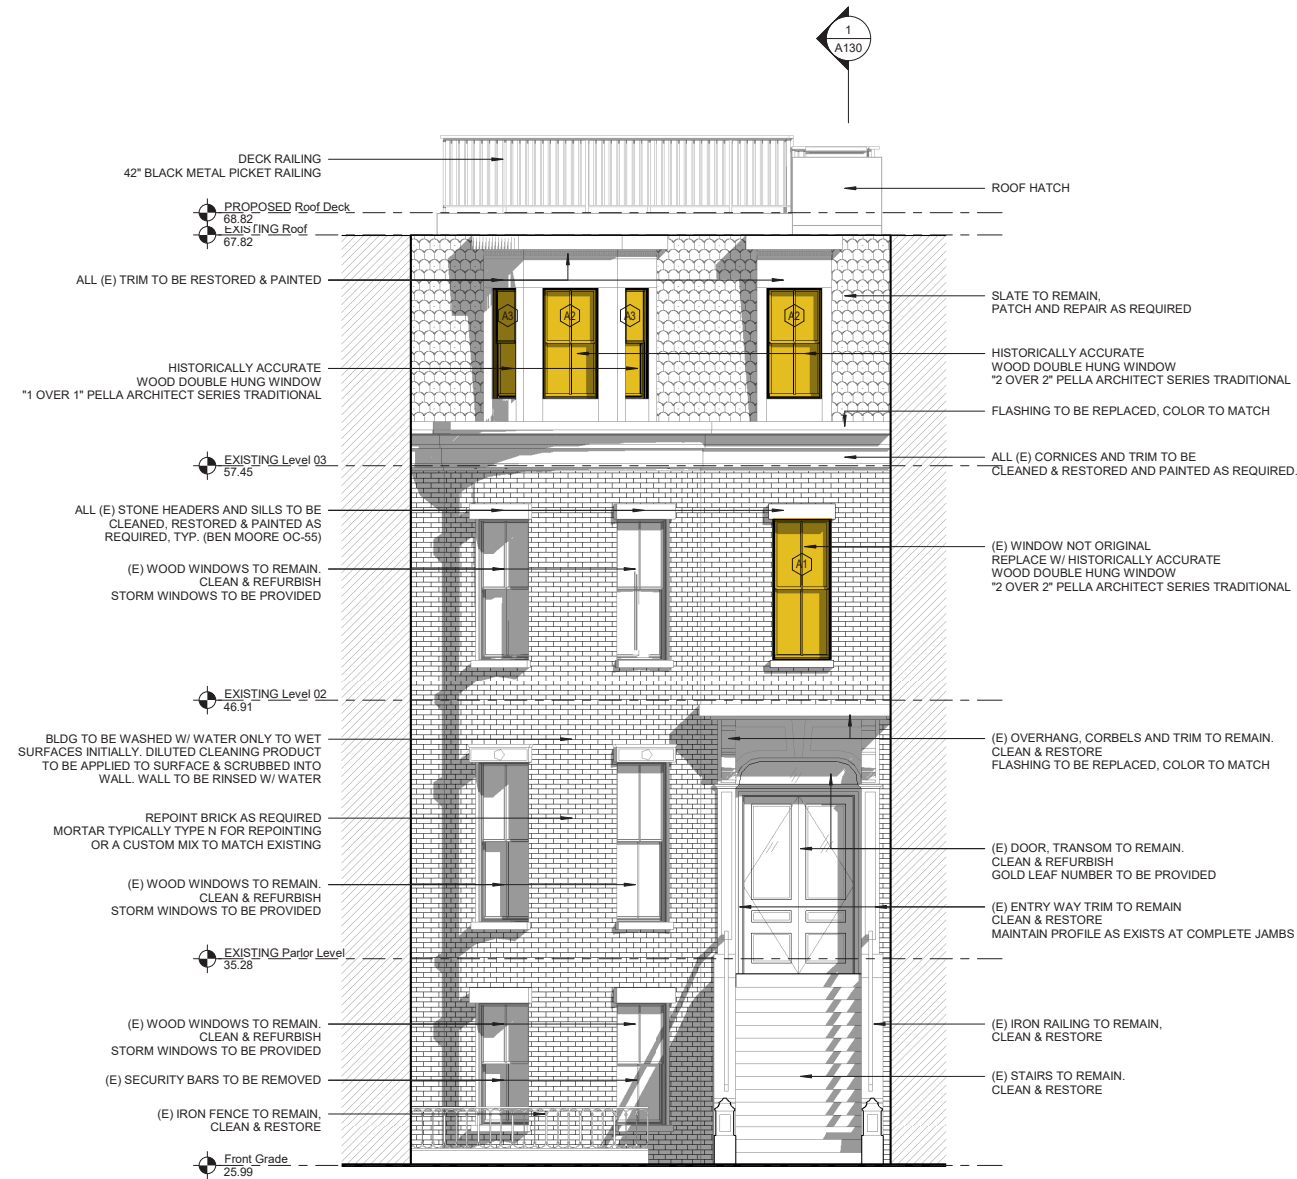 1
A130
DECK RAILING
42" BLACK METAL PICKET RAILING
ROOF HATCH
PROPOSED Roof Deck
68.82
EXISTING Roof
67.82
ALL (E) TRIM TO BE RESTORED & PAINTED
SLATE TO REMAIN,
PATCH AND REPAIR AS REQUIRED
A3
A2
A3
A2
HISTORICALLY ACCURATE
WOOD DOUBLE HUNG WINDOW
"1 OVER 1" PELLA ARCHITECT SERIES TRADITIONAL
HISTORICALLY ACCURATE
WOOD DOUBLE HUNG WINDOW
"2 OVER 2" PELLA ARCHITECT SERIES TRADITIONAL
FLASHING TO BE REPLACED, COLOR TO MATCH
EXISTING Level 03
57.45
ALL (E) CORNICES AND TRIM TO BE
CLEANED & RESTORED AND PAINTED AS REQUIRED.
ALL (E) STONE HEADERS AND SILLS TO BE
CLEANED, RESTORED & PAINTED AS
REQUIRED, TYP. (BEN MOORE OC-55)
(E) WOOD WINDOWS TO REMAIN.
CLEAN & REFURBISH
STORM WINDOWS TO BE PROVIDED
A1
(E) WINDOW NOT ORIGINAL
REPLACE W/ HISTORICALLY ACCURATE
WOOD DOUBLE HUNG WINDOW
"2 OVER 2" PELLA ARCHITECT SERIES TRADITIONAL
EXISTING Level 02
46.91
BLDG TO BE WASHED W/ WATER ONLY TO WET
SURFACES INITIALLY. DILUTED CLEANING PRODUCT
TO BE APPLIED TO SURFACE & SCRUBBED INTO
WALL. WALL TO BE RINSED W/ WATER
(E) OVERHANG, CORBELS AND TRIM TO REMAIN.
CLEAN & RESTORE
FLASHING TO BE REPLACED, COLOR TO MATCH
REPOINT BRICK AS REQUIRED
MORTAR TYPICALLY TYPE N FOR REPOINTING
OR A CUSTOM MIX TO MATCH EXISTING
(E) DOOR, TRANSOM TO REMAIN.
CLEAN & REFURBISH
GOLD LEAF NUMBER TO BE PROVIDED
(E) WOOD WINDOWS TO REMAIN.
CLEAN & REFURBISH
STORM WINDOWS TO BE PROVIDED
(E) ENTRY WAY TRIM TO REMAIN
CLEAN & RESTORE
MAINTAIN PROFILE AS EXISTS AT COMPLETE JAMBS
EXISTING Parlor Level
35.28
(E) WOOD WINDOWS TO REMAIN.
CLEAN & REFURBISH
STORM WINDOWS TO BE PROVIDED
(E) IRON RAILING TO REMAIN,
CLEAN & RESTORE
(E) SECURITY BARS TO BE REMOVED
(E) STAIRS TO REMAIN.
CLEAN & RESTORE
(E) IRON FENCE TO REMAIN,
CLEAN & RESTORE
Front Grade
25.99